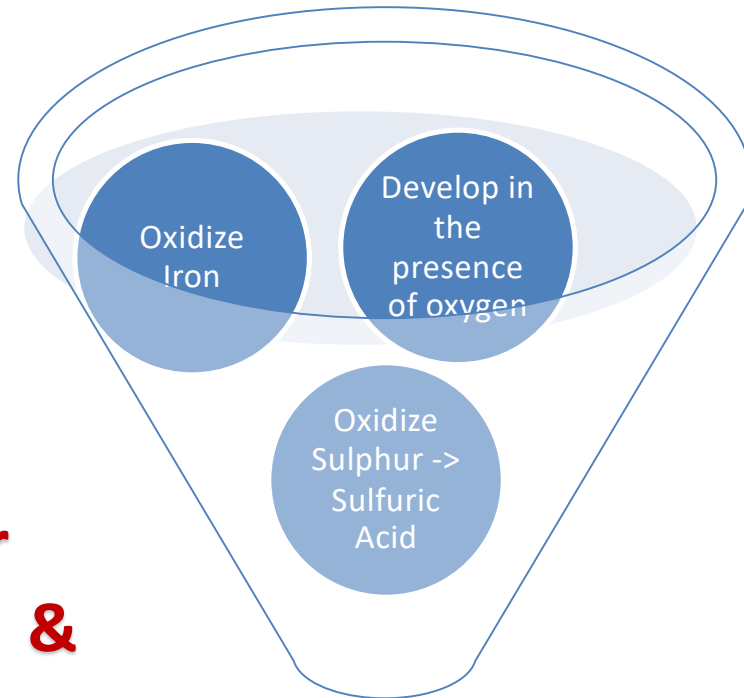 Oxidize
Iron
Develop in
the
presence
of oxygen
Oxidize
Sulphur ->
Sulfuric
Acid
&